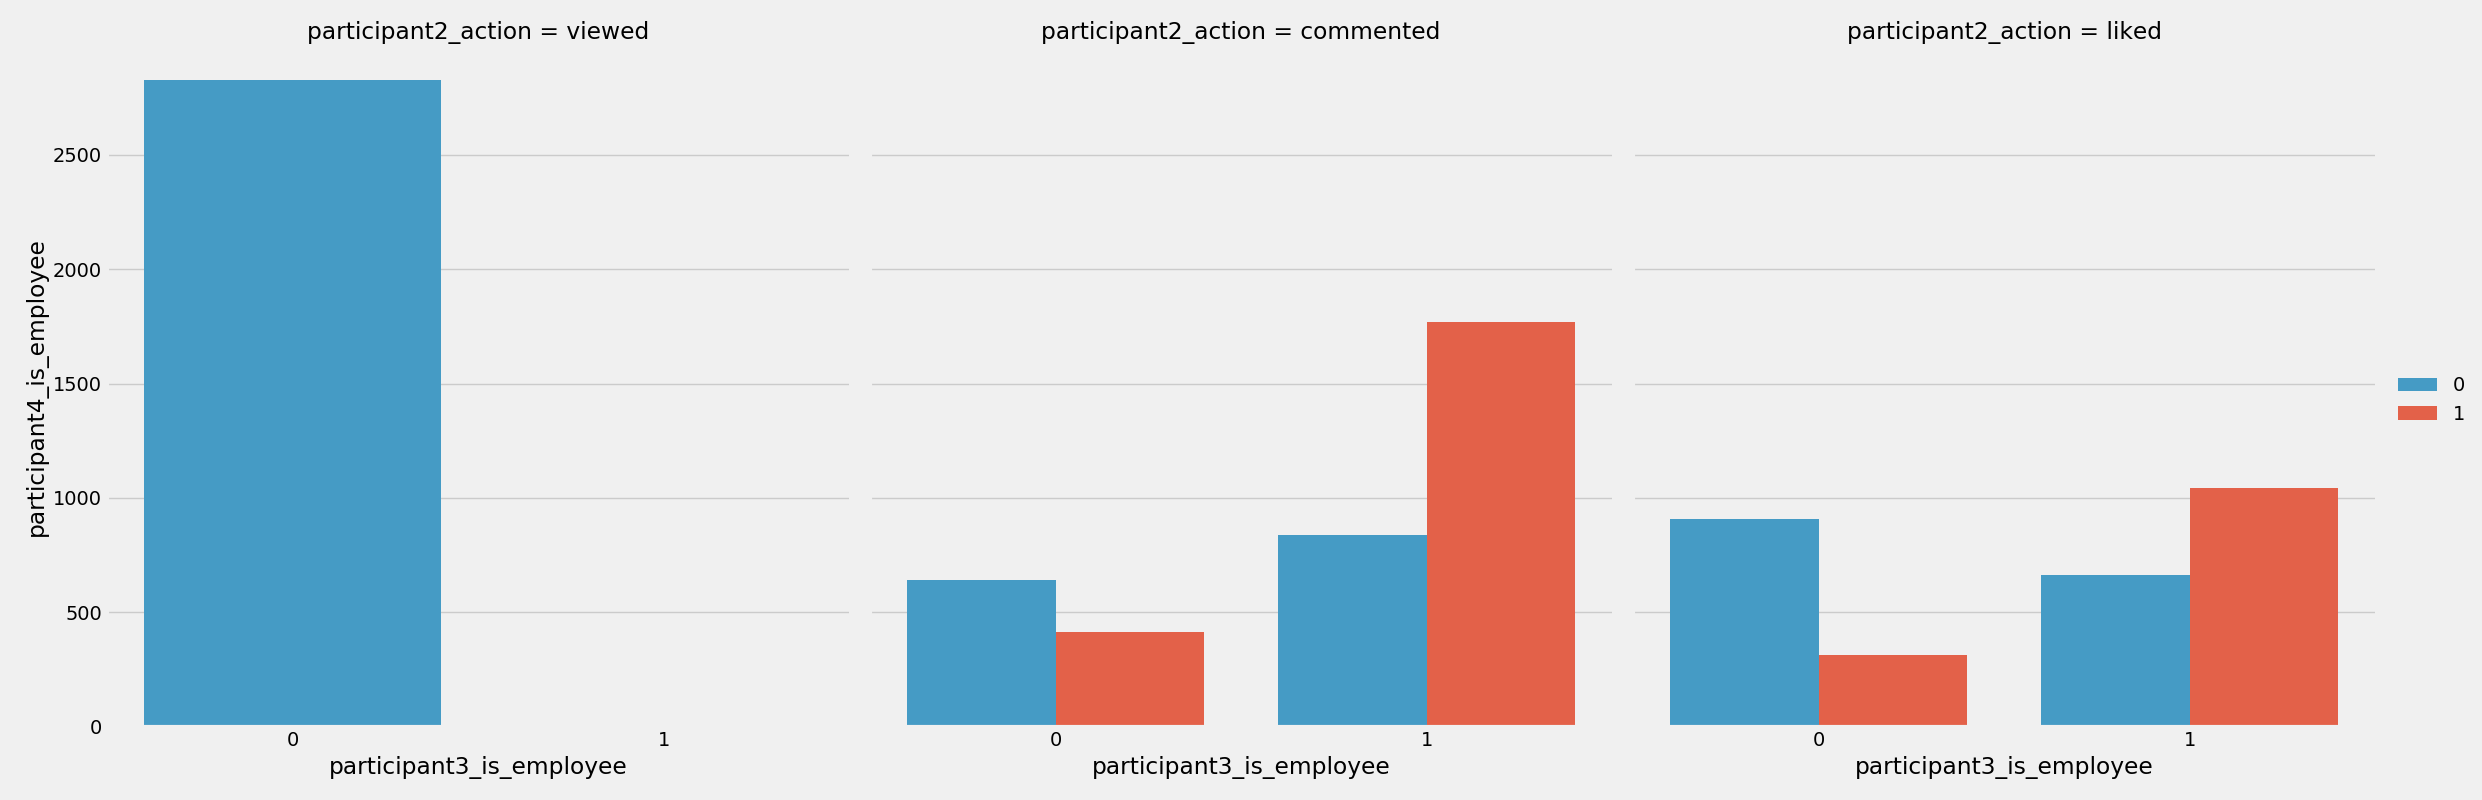 participant2_action = viewed
participant2_action = commented
participant2_action = liked
participant4_is_employee
2500
2000
1500
1000
500
0
0 1
0 1
0 1
participant3_is_employee
participant3_is_employee
participant3_is_employee
0
1